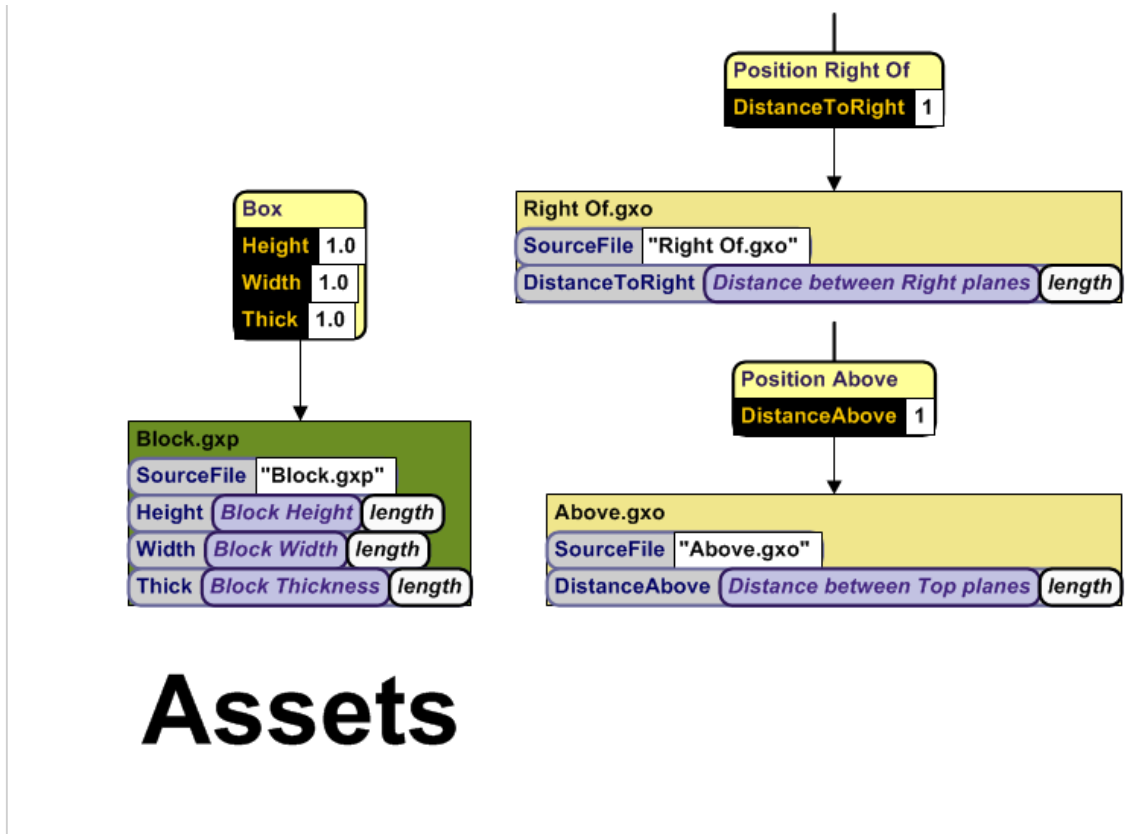 Position Right Of
DistanceToRight 1
Box
Height 1.0
Width 1.0
Thick 1.0
Right Of.gxo
SourceFile "Right Of.gxo"
DistanceToRight Distance between Right planes length
Position Above
DistanceAbove 1
Block.gxp
SourceFile "Block.gxp"
Height Block Height length
Width Block Width length
Thick Block Thickness length
Above.gxo
SourceFile "Above.gxo"
DistanceAbove Distance between Top planes length
Assets